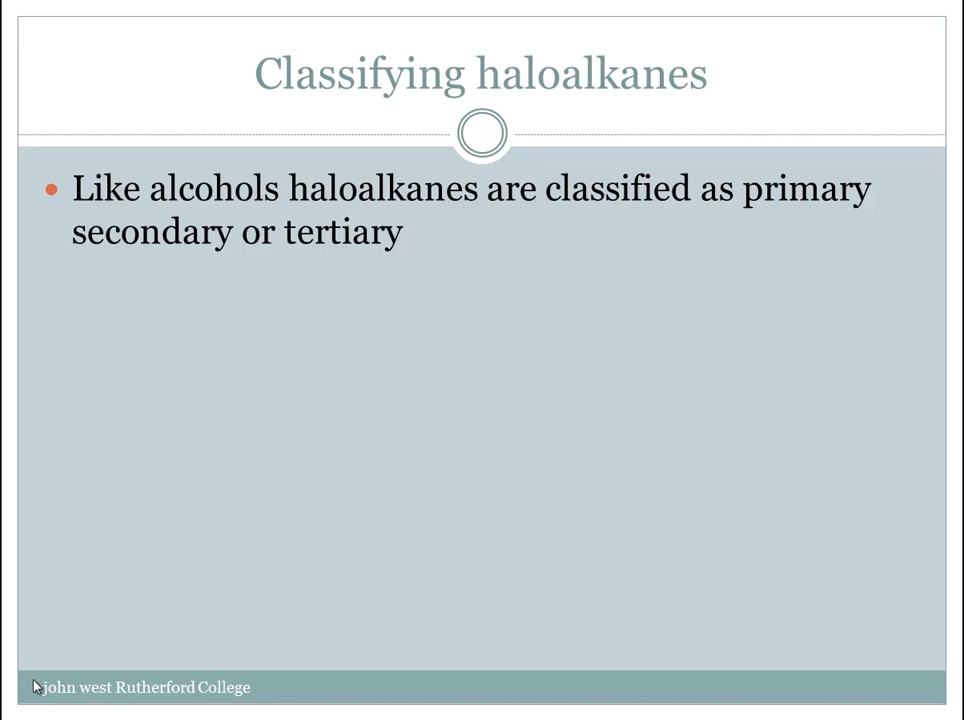 Classifying haloalkanes
Like alcohols haloalkanes are classified as primary
secondary or tertiary
john west Rutherford College